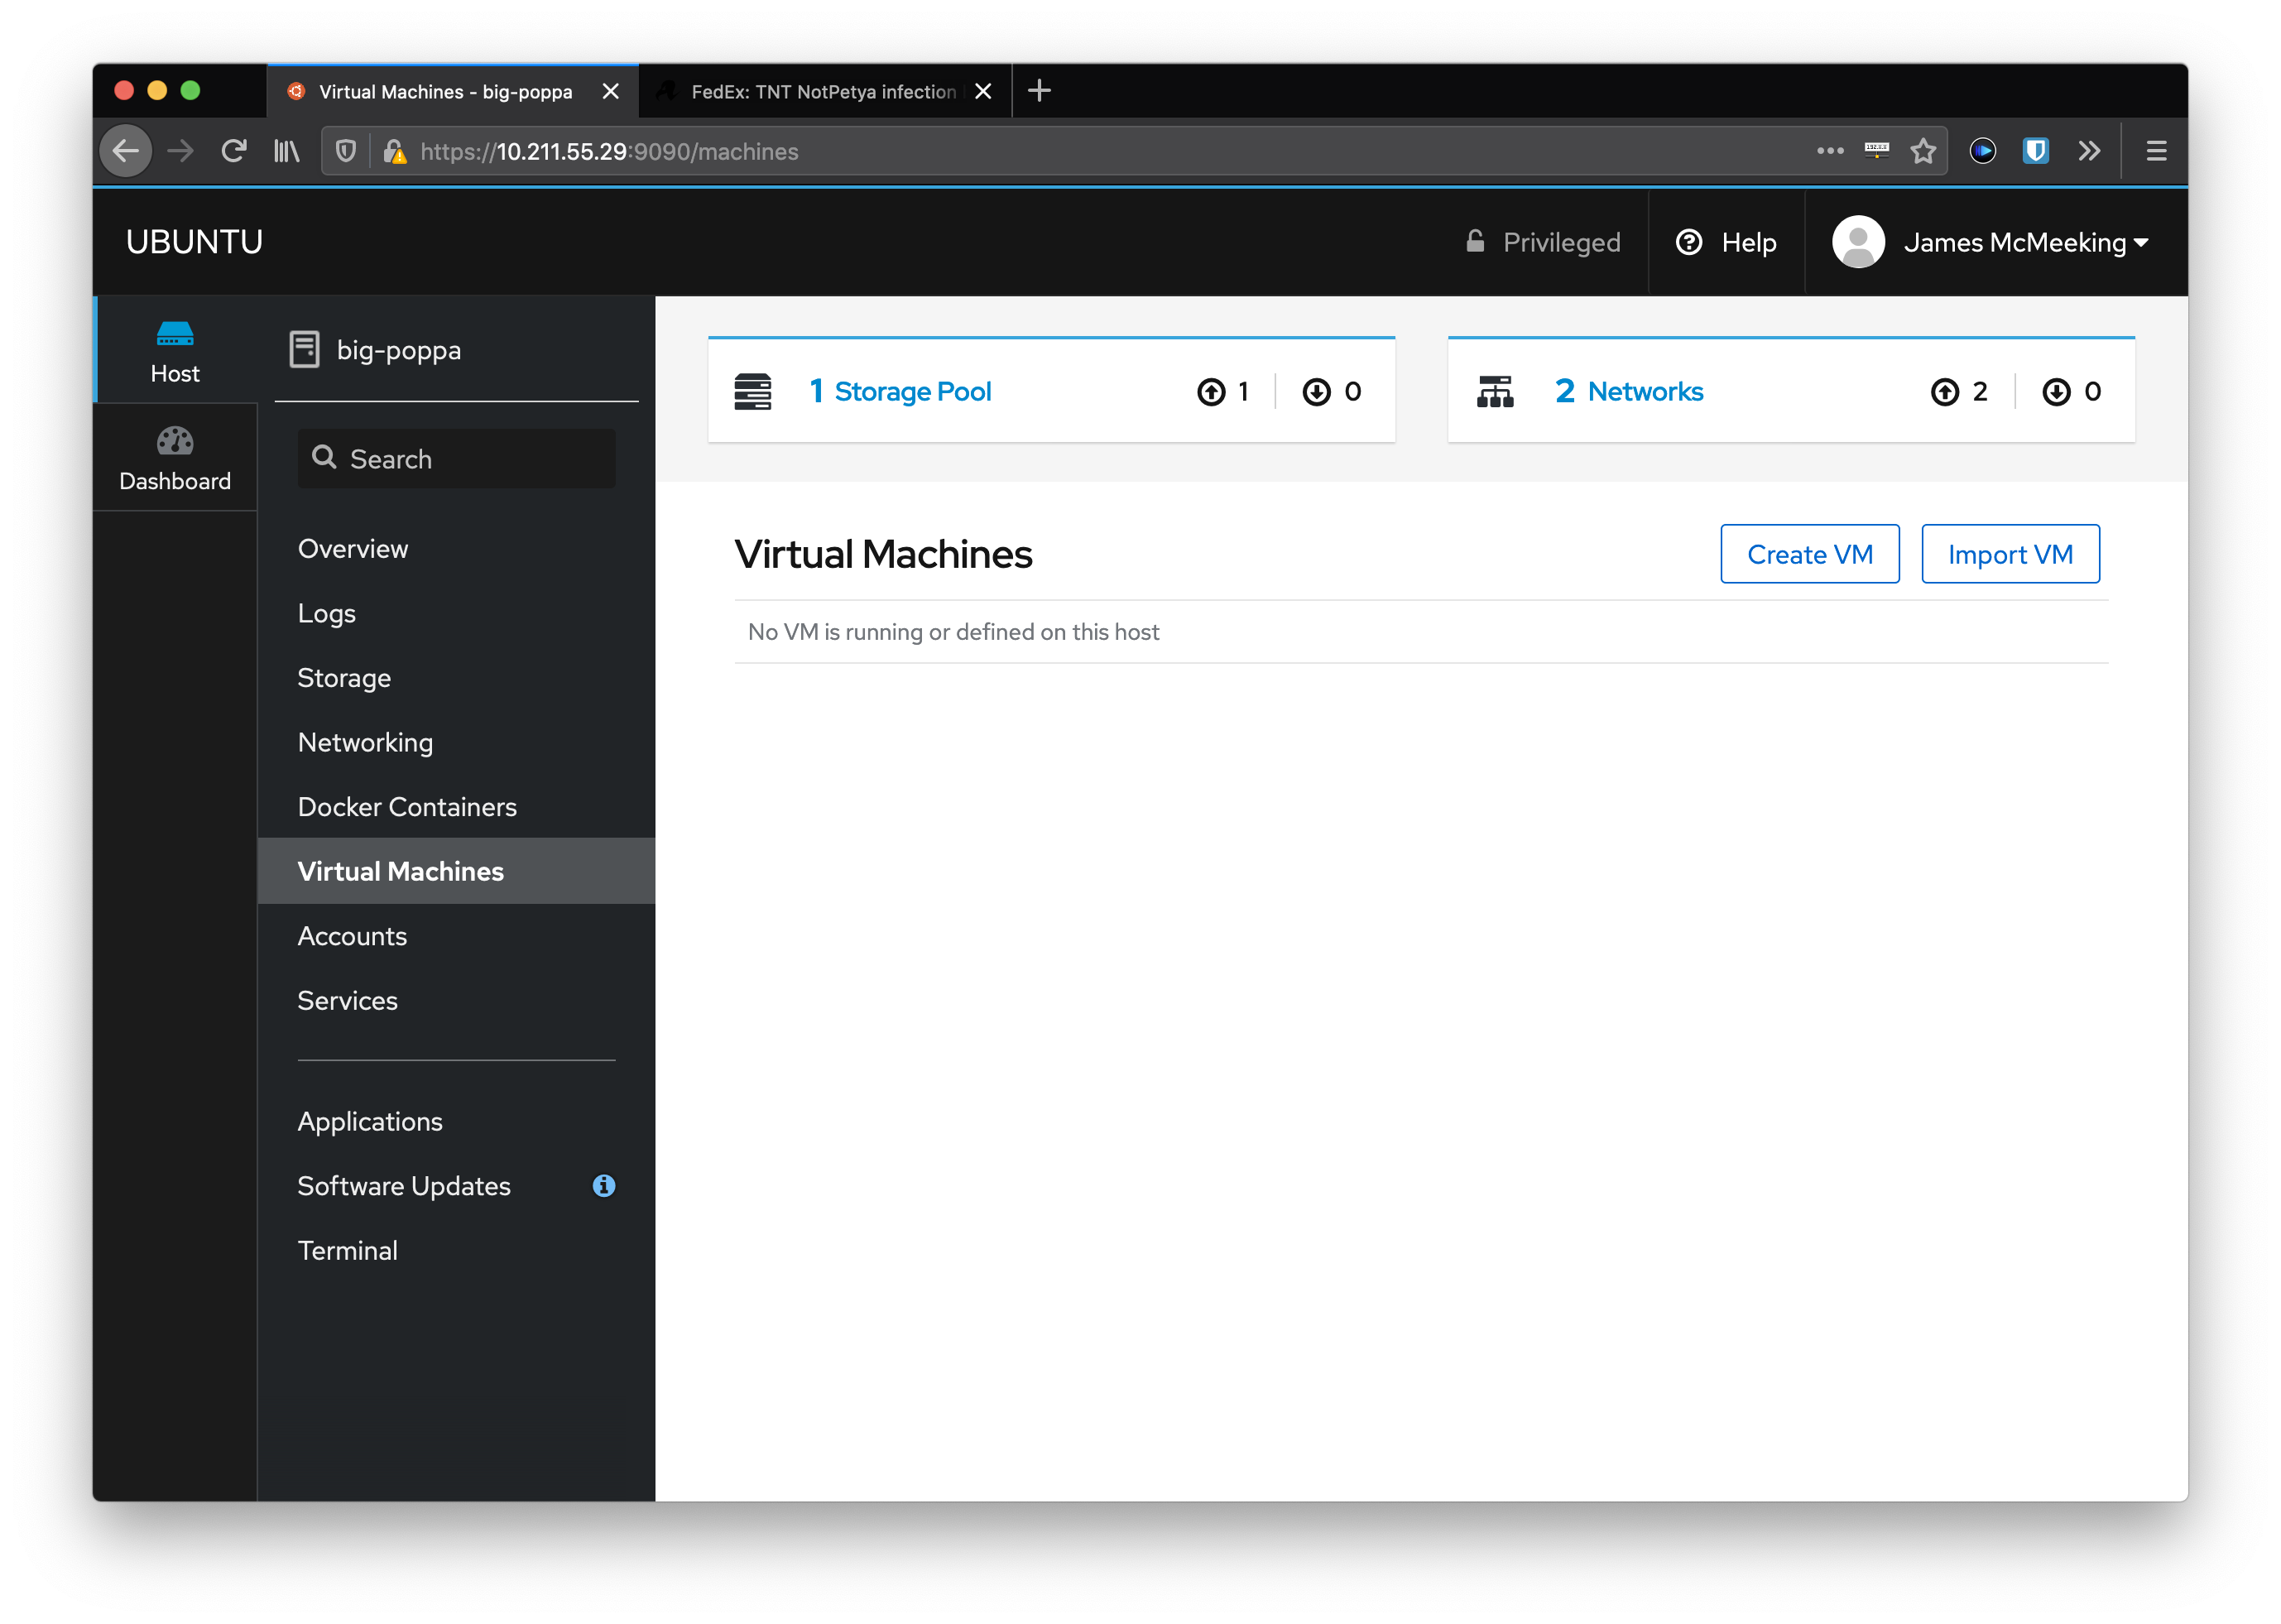 Virtual Machines - big-poppa
FedEx: TNT NotPetya infection
https://10.211.55.29:9090/machines
UBUNTU
Privileged
Help
James McMeeking
Host
Dashboard
big-poppa
Search
Overview
Logs
Storage
Networking
Docker Containers
Virtual Machines
Accounts
Services
Applications
Software Updates
Terminal
1 Storage Pool 1 0
2 Networks 2 0
Virtual Machines
Create VM
Import VM
No VM is running or defined on this host